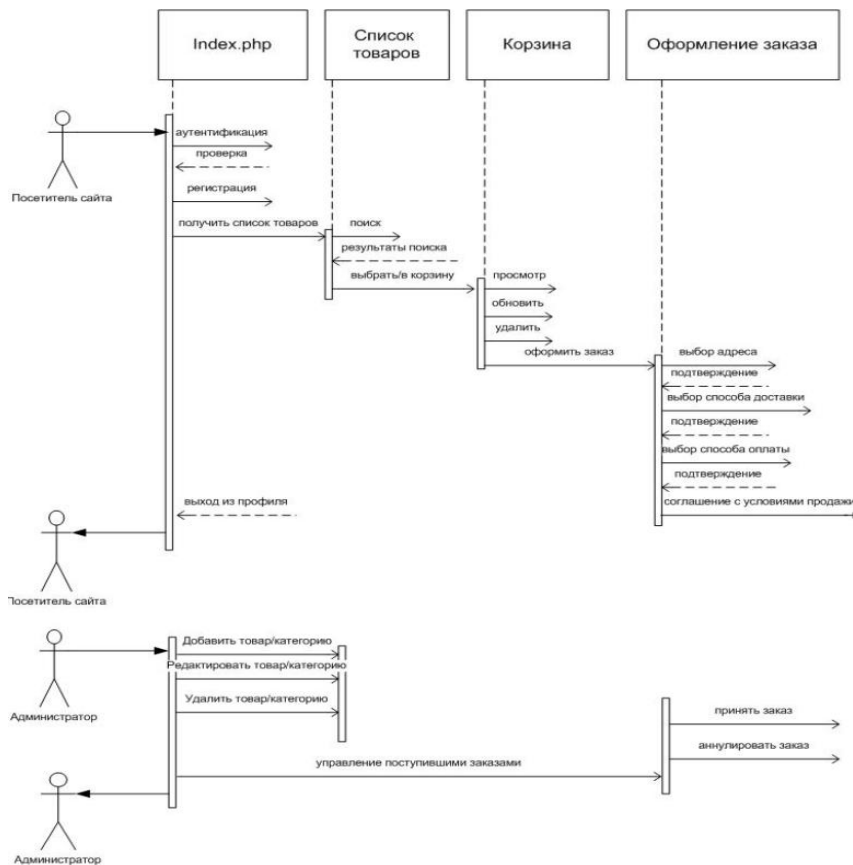 Index.php
Список
товаров
Корзина
Оформление заказа
аутентификация
проверка
Посетитель сайта
регистрация
получить список товаров
поиск
результаты поиска
выбрать/в корзину
просмотр
обновить
удалить
оформить заказ
выбор адреса
подтверждение
выбор способа доставки
подтверждение
выбор способа оплаты
подтверждение
выход из профиля
соглашение с условиями продажи
Посетитель сайта
Добавить товар/категорию
Редактировать товар/категорию
Удалить товар/категорию
Администратор
принять заказ
аннулировать заказ
управление поступившими заказами
Администратор